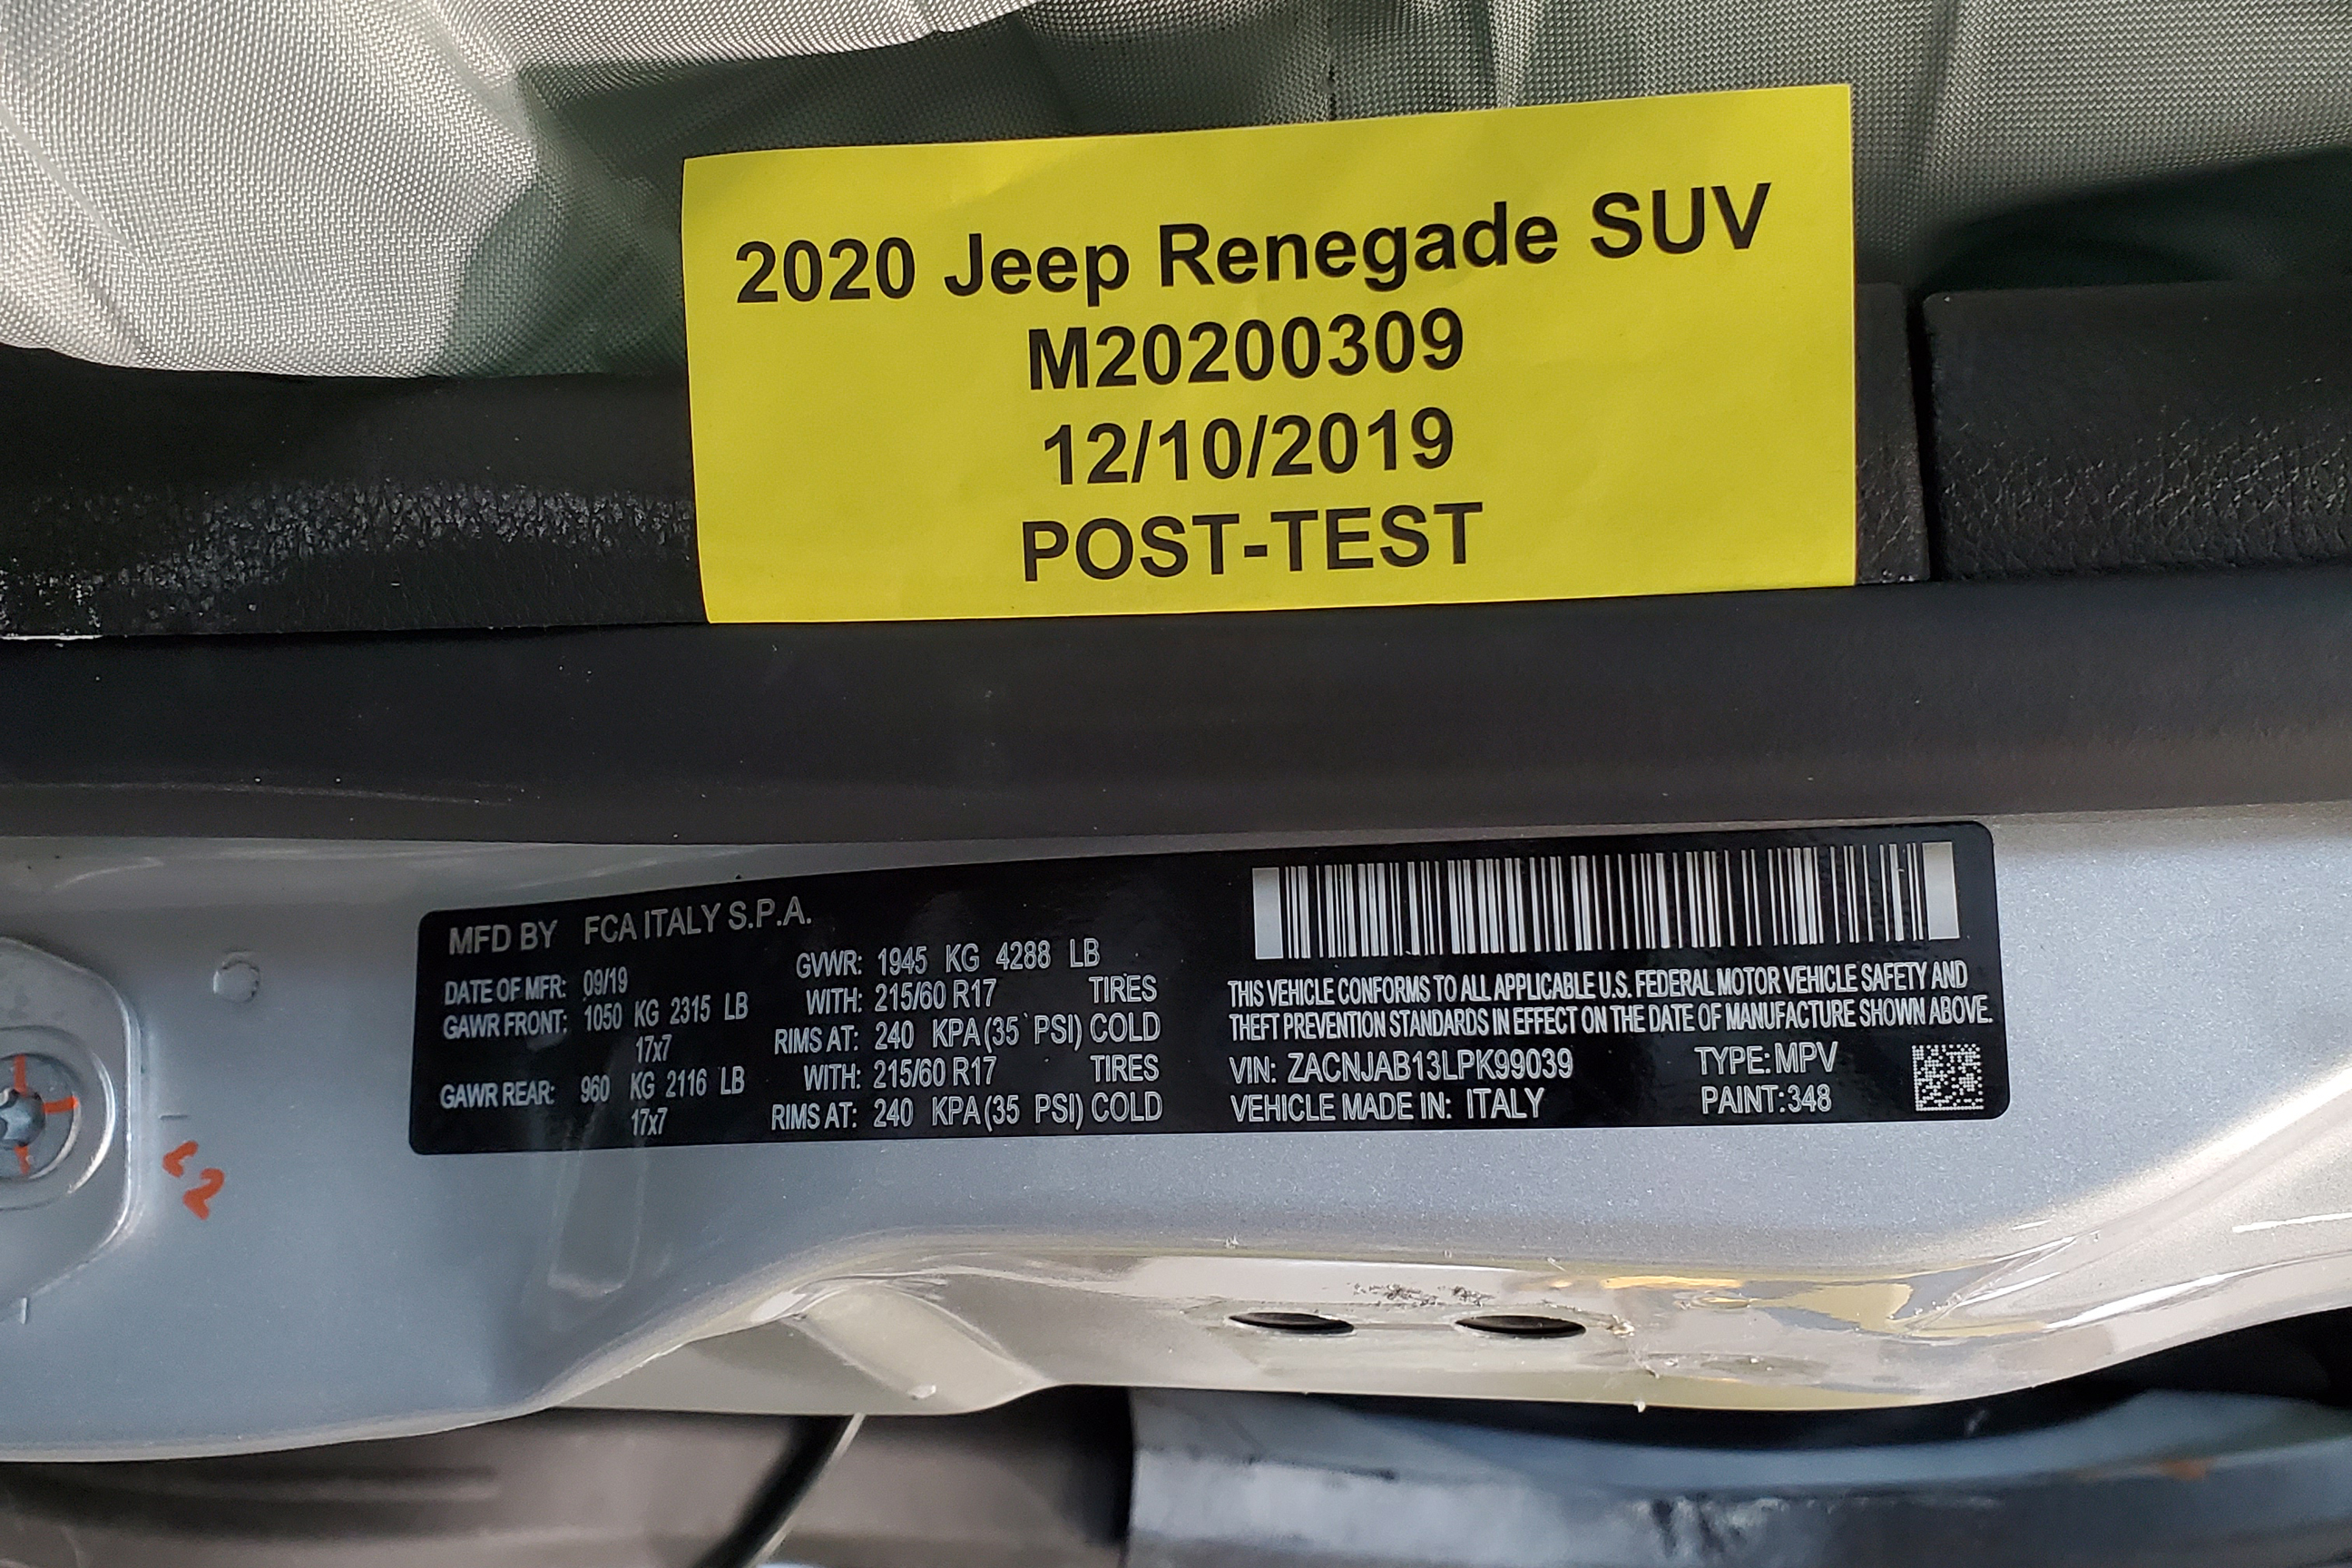 2020 Jeep Renegade SUV
M20200309
12/10/2019
POST-TEST
MFD BY FCA ITALY S.P.A.
DATE OF MFR: 09/19
GAWR FRONT: 1050 KG 2315 LB
17x7
GAWR REAR: 960 KG 2116 LB
17x7
GVWR: 1945 KG 4288 LB
WITH: 215/60 R17 TIRES
RIMS AT: 240 KPA(35 PSI) COLD
WITH: 215/60 R17 TIRES
RIMS AT: 240 KPA(35 PSI) COLD
THIS VEHICLE CONFORMS TO ALL APPLICABLE U.S. FEDERAL MOTOR VEHICLE SAFETY AND
THEFT PREVENTION STANDARDS IN EFFECT ON THE DATE OF MANUFACTURE SHOWN ABOVE.
VIN: ZACNJAB13LPK99039 TYPE: MPV
VEHICLE MADE IN: ITALY PAINT: 348